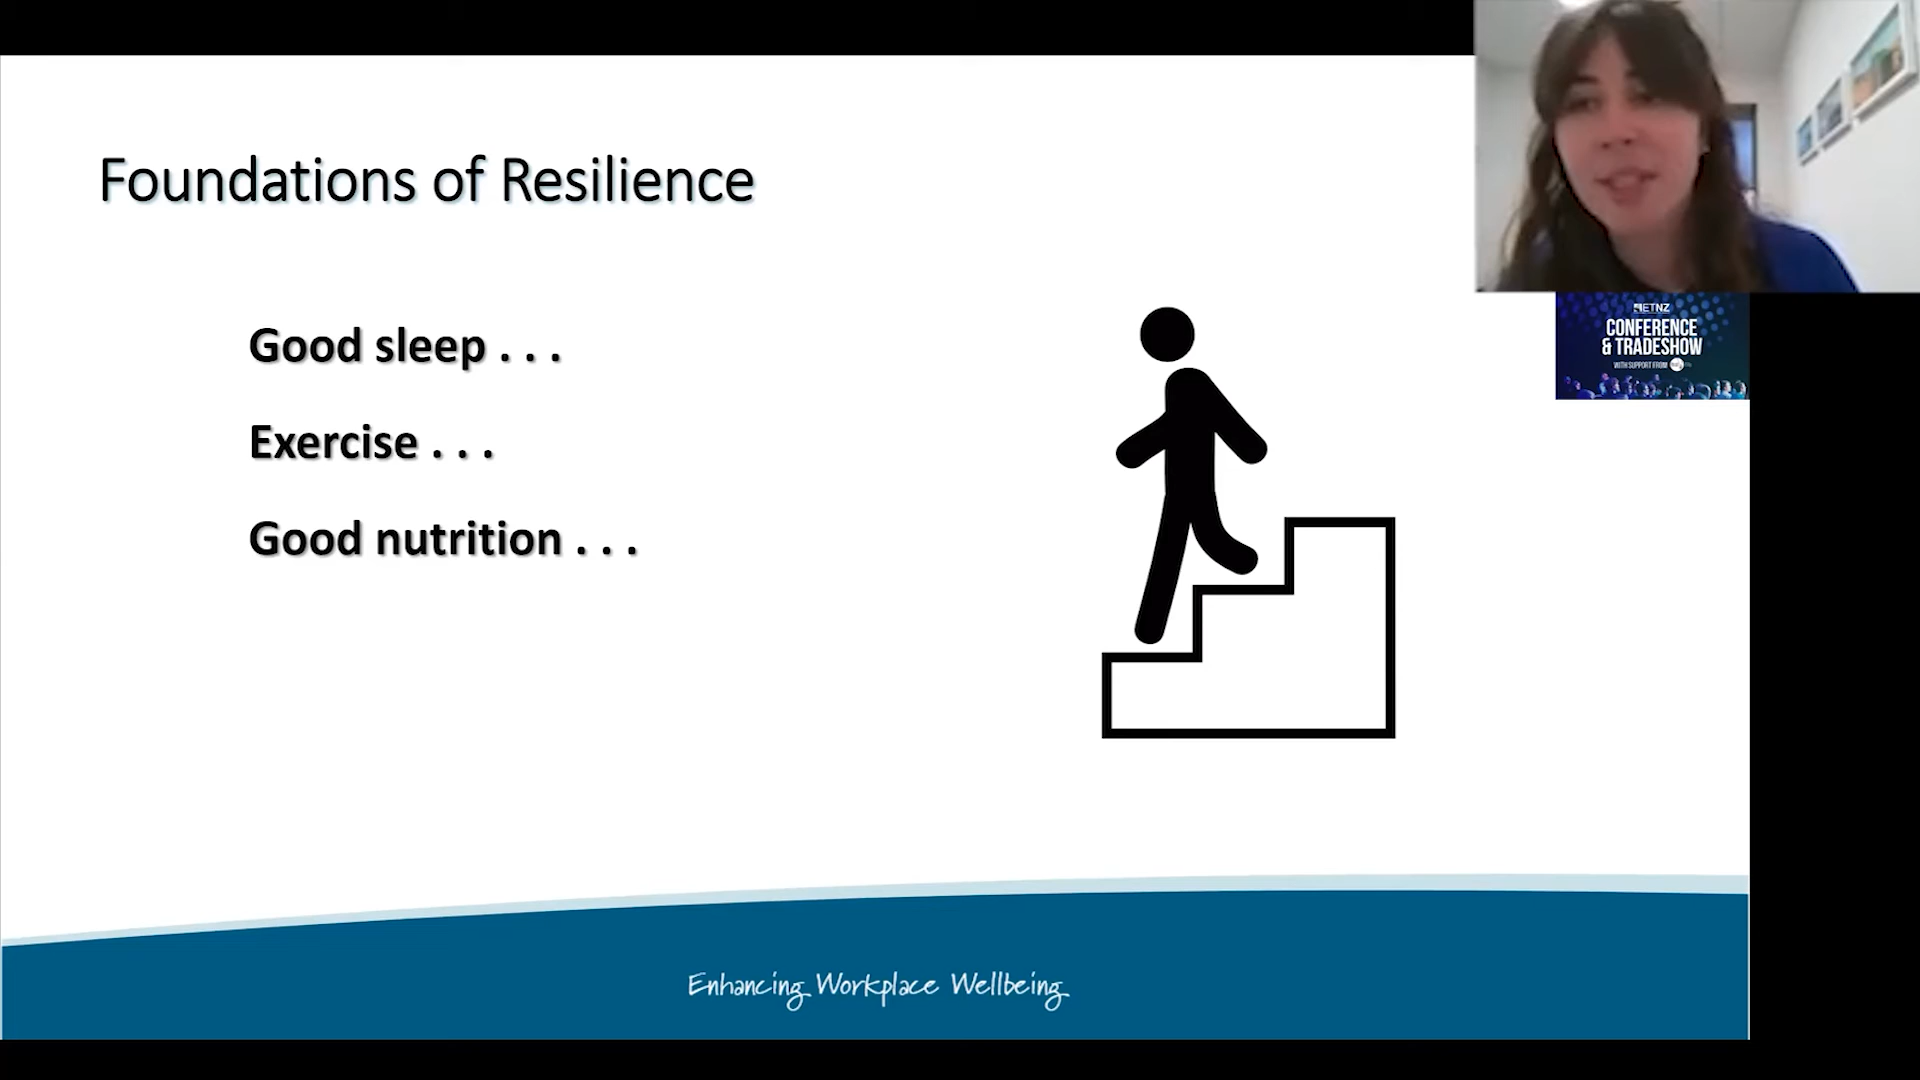 Foundations of Resilience
Good sleep . . .
Exercise . . .
Good nutrition . . .
ETNZ
CONFERENCE
& TRADESHOW
WITH SUPPORT FROM
Enhancing Workplace Wellbeing